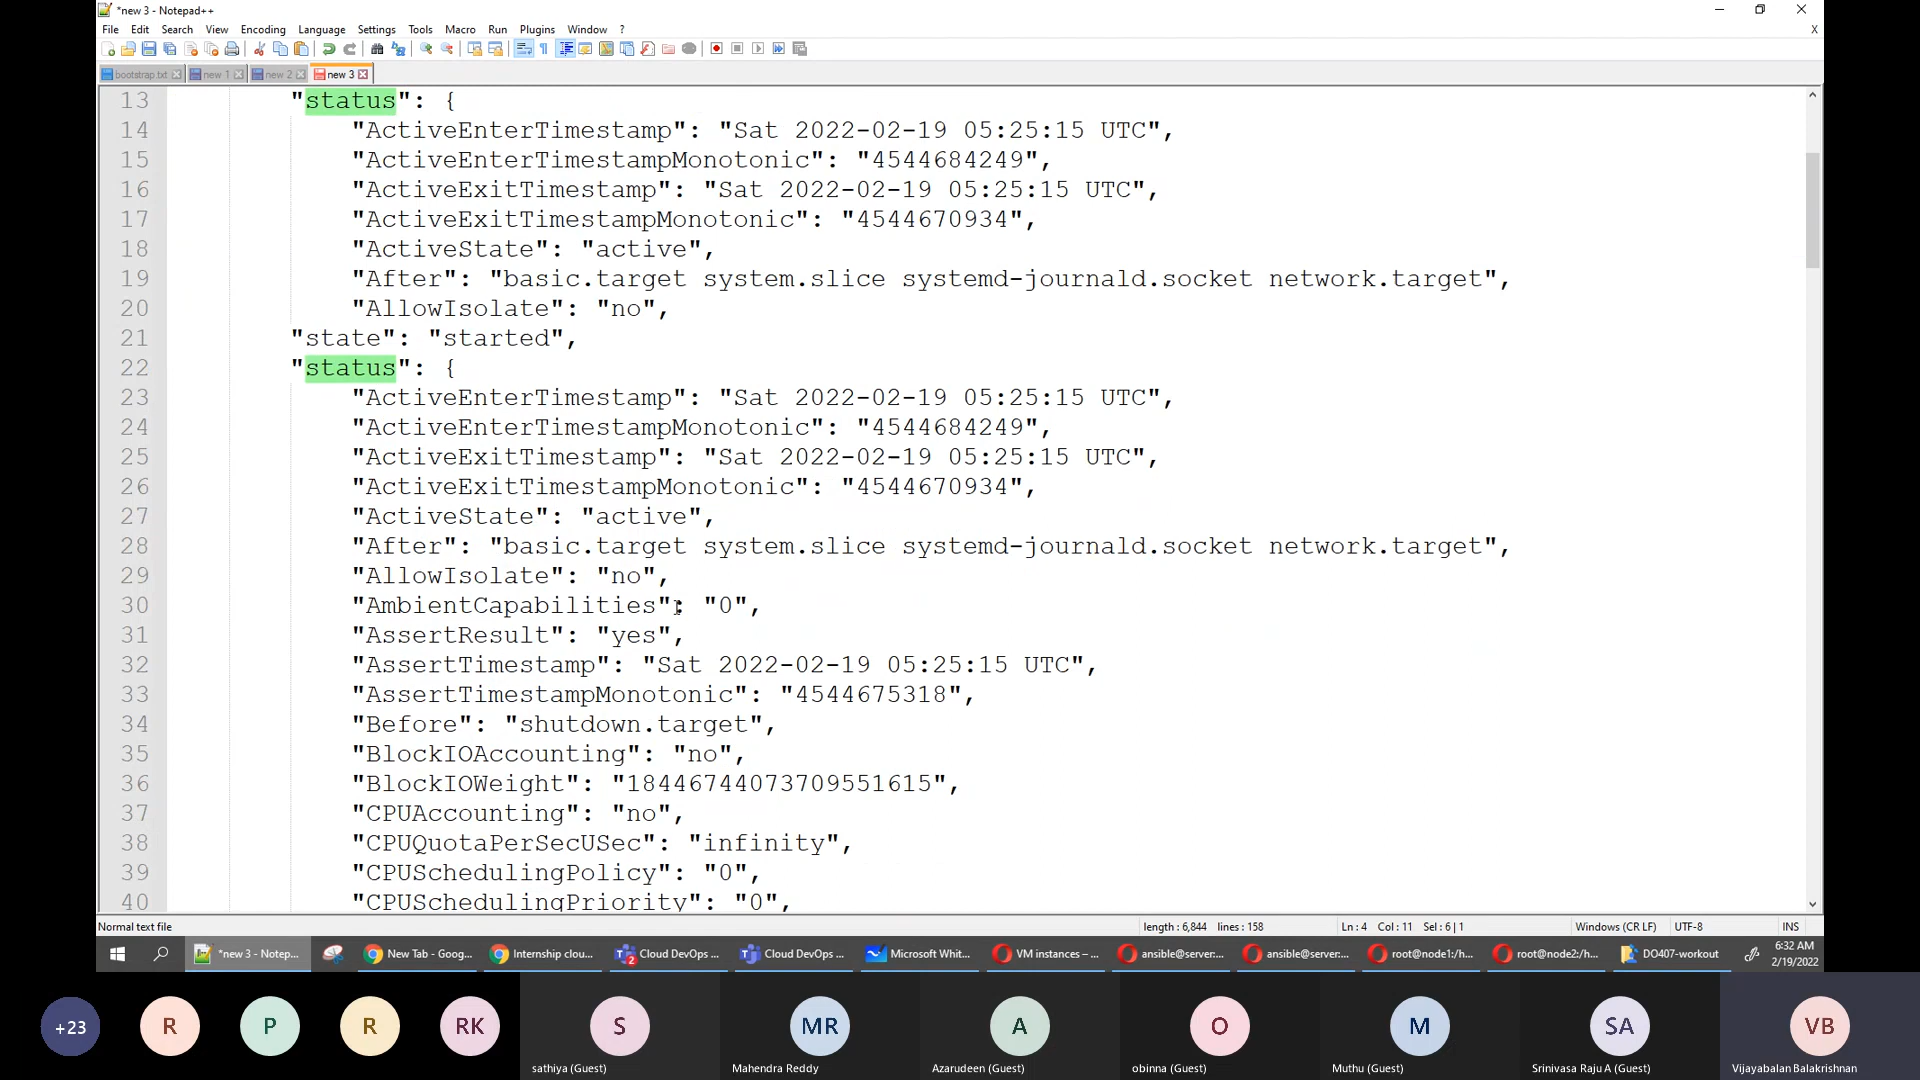 *new 3 - Notepad++
File Edit Search View Encoding Language Settings Tools Macro Run Plugins Window ?
X
bootstrap.txt new 1 new 2 new 3
13 "status": {
14 "ActiveEnterTimestamp": "Sat 2022-02-19 05:25:15 UTC",
15 "ActiveEnterTimestampMonotonic": "4544684249",
16 "ActiveExitTimestamp": "Sat 2022-02-19 05:25:15 UTC",
17 "ActiveExitTimestampMonotonic": "4544670934",
18 "ActiveState": "active",
19 "After": "basic.target system.slice systemd-journald.socket network.target",
20 "AllowIsolate": "no",
21 "state": "started",
22 "status": {
23 "ActiveEnterTimestamp": "Sat 2022-02-19 05:25:15 UTC",
24 "ActiveEnterTimestampMonotonic": "4544684249",
25 "ActiveExitTimestamp": "Sat 2022-02-19 05:25:15 UTC",
26 "ActiveExitTimestampMonotonic": "4544670934",
27 "ActiveState": "active",
28 "After": "basic.target system.slice systemd-journald.socket network.target",
29 "AllowIsolate": "no",
30 "AmbientCapabilities": "0",
31 "AssertResult": "yes",
32 "AssertTimestamp": "Sat 2022-02-19 05:25:15 UTC",
33 "AssertTimestampMonotonic": "4544675318",
34 "Before": "shutdown.target",
35 "BlockIOAccounting": "no",
36 "BlockIOWeight": "18446744073709551615",
37 "CPUAccounting": "no",
38 "CPUQuotaPerSecUSec": "infinity",
39 "CPUSchedulingPolicy": "0",
40 "CPUSchedulingPriority": "0",
Normal text file length : 6,844 lines : 158 Ln : 4 Col : 11 Sel : 6 | 1 Windows (CR LF) UTF-8 INS
*new 3 - Notep... New Tab - Goog... Internship clou... 2 Cloud DevOps ... Cloud DevOps ... Microsoft Whit... VM instances – ... ansible@server:... ansible@server:... root@node1:/h... root@node2:/h... DO407-workout 6:32 AM
2/19/2022
+23 R P R RK S MR A O M SA VB
sathiya (Guest) Mahendra Reddy Azarudeen (Guest) obinna (Guest) Muthu (Guest) Srinivasa Raju A (Guest) Vijayabalan Balakrishnan